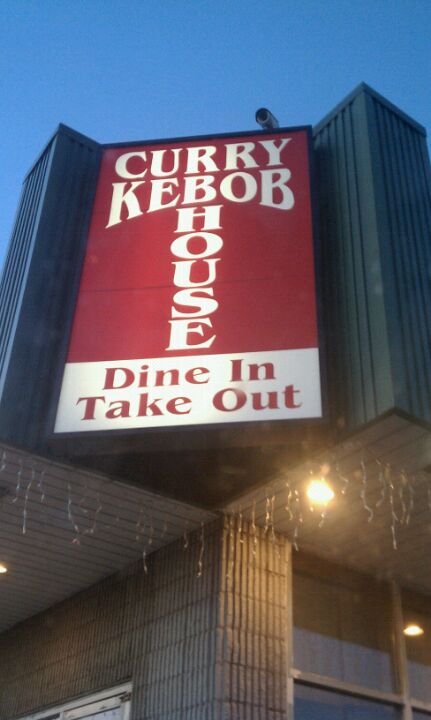 CURRY
KEBOB
HOUSE
Dine In
Take Out